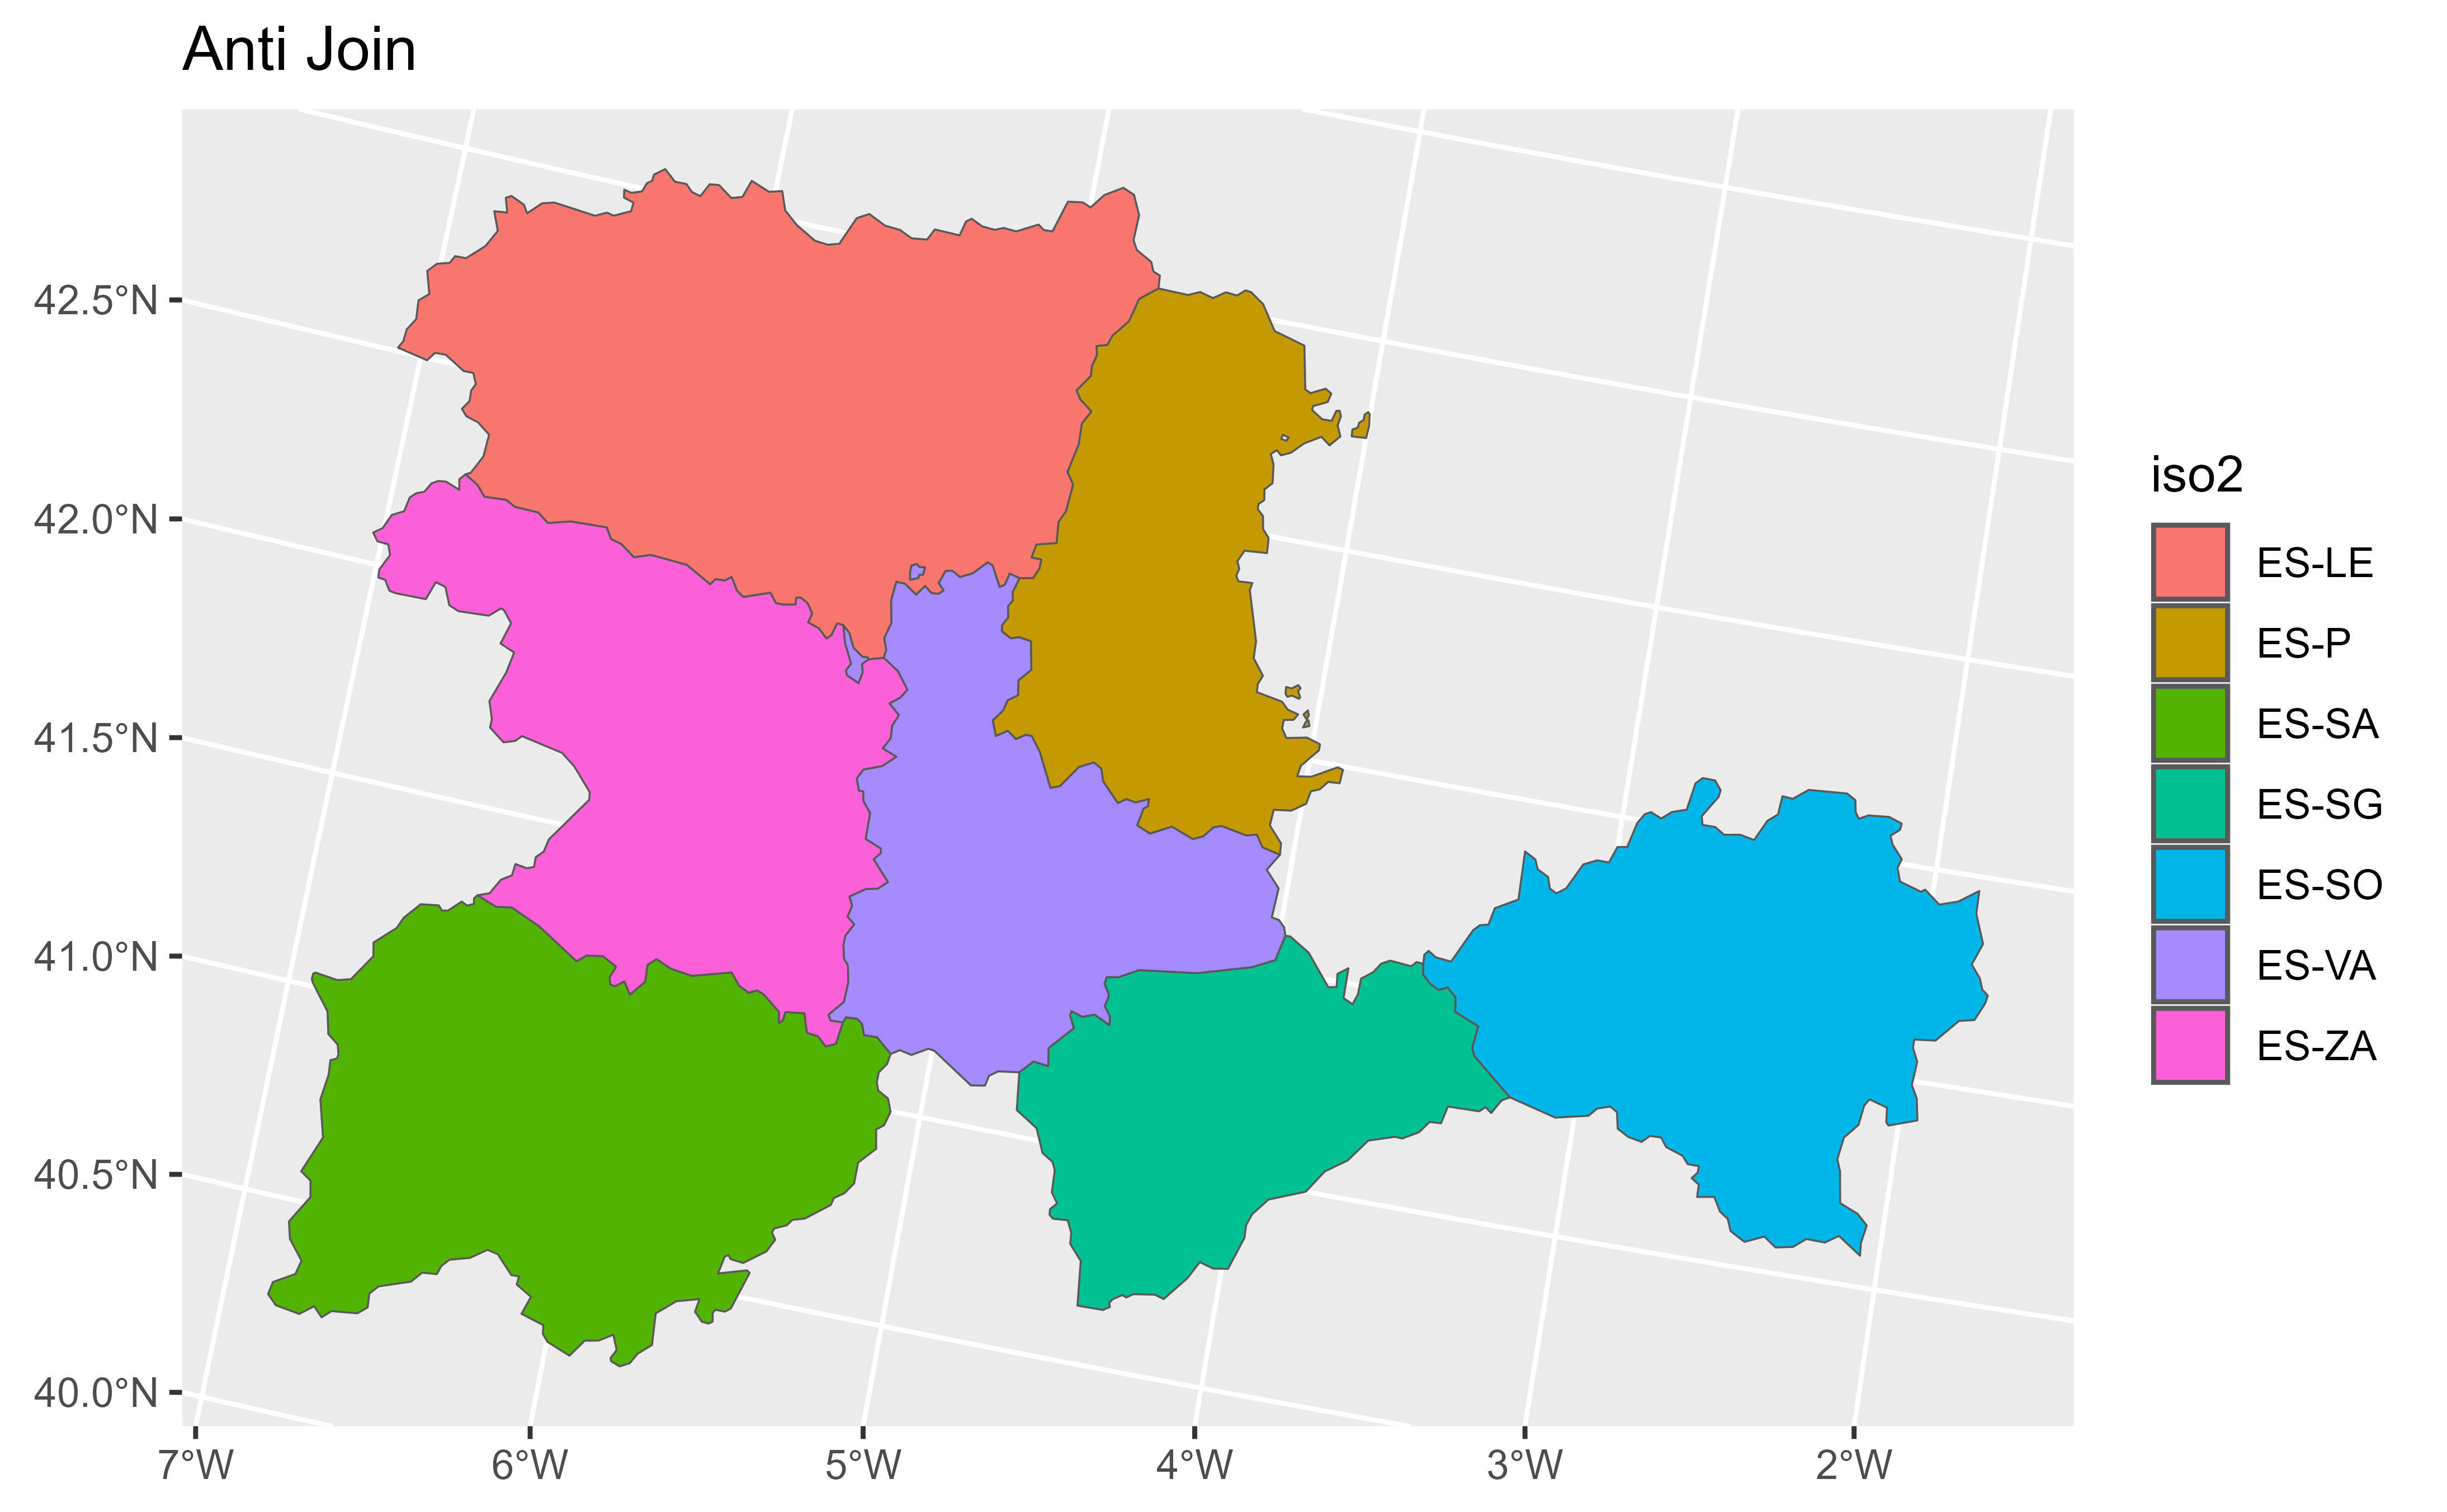 Anti Join
42.5°N
42.0°N
41.5°N
41.0°N
40.5°N
40.0°N
7°W 6°W 5°W 4°W 3°W 2°W
iso2
ES-LE
ES-P
ES-SA
ES-SG
ES-SO
ES-VA
ES-ZA